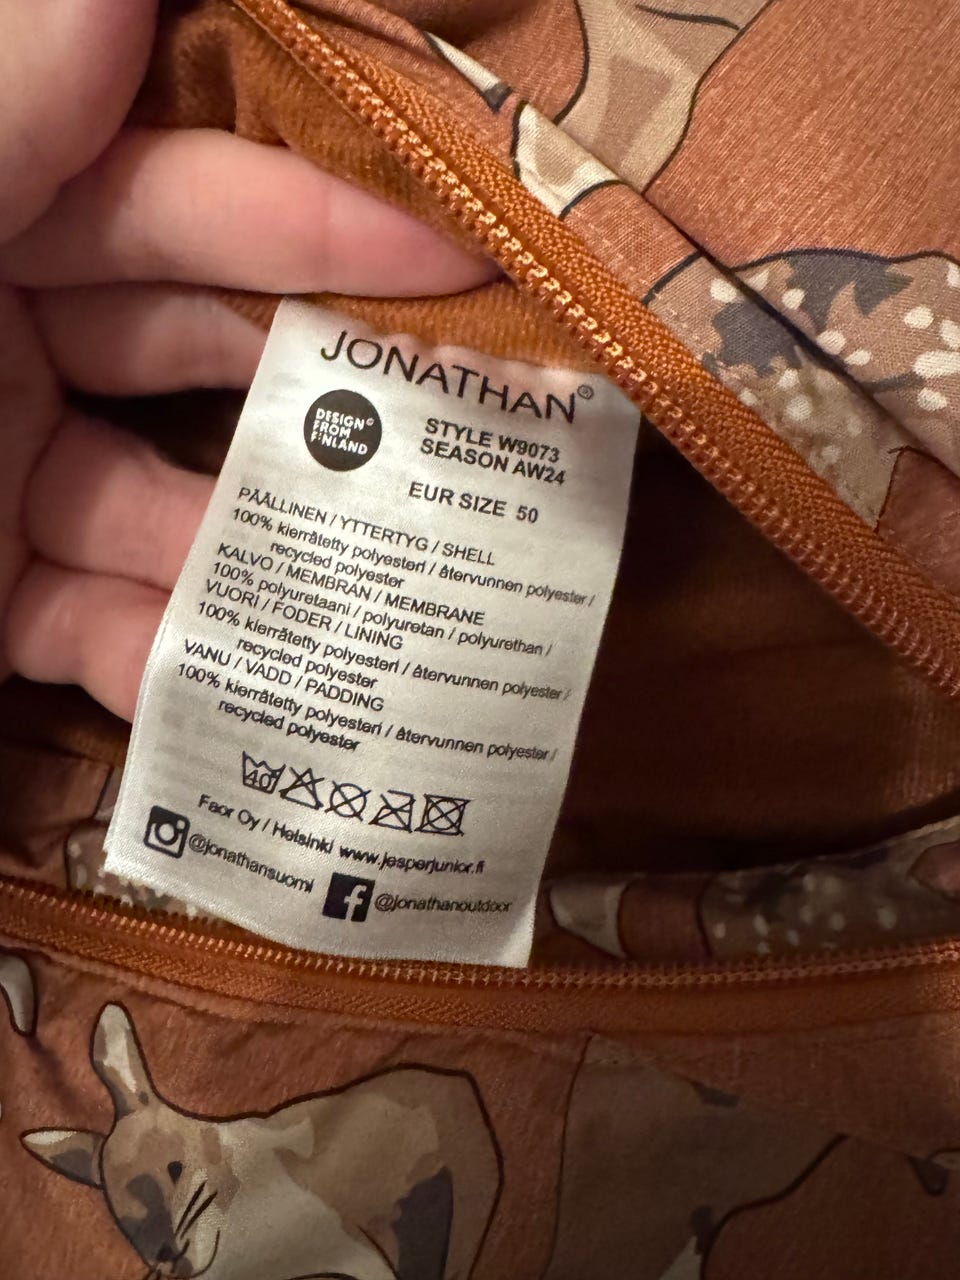 JONATHAN®
DESIGN
FROM
FINLAND
STYLE W9073
SEASON AW24
EUR SIZE 50
PÄÄLLINEN / YTTERTYG / SHELL
100% kierrätetty polyesteri / återvunnen polyester /
recycled polyester
KALVO / MEMBRAN / MEMBRANE
100% polyuretaani / polyuretan / polyurethan /
VUORI / FODER / LINING
100% kierrätetty polyesteri / återvunnen polyester /
recycled polyester
VANU / VADD / PADDING
100% kierrätetty polyesteri / återvunnen polyester /
recycled polyester
40
Faor Oy / Helsinki www.jesperjunior.fi
@jonathansuomi
@jonathanoutdoor